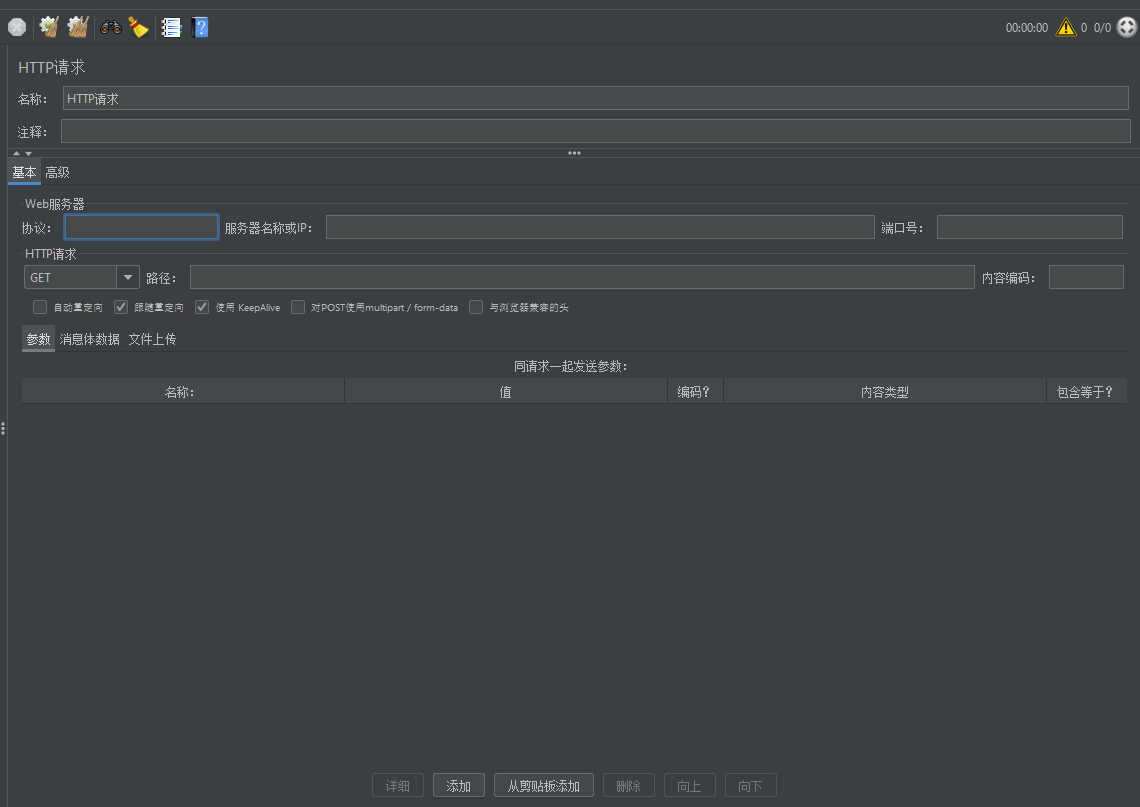 00:00:00 0 0/0
HTTP请求
名称： HTTP请求
注释：
基本 高级
Web服务器
协议： 服务器名称或IP： 端口号：
HTTP请求
GET 路径： 内容编码：
自动重定向 跟随重定向 使用 KeepAlive 对POST使用multipart / form-data 与浏览器兼容的头
参数 消息体数据 文件上传
同请求一起发送参数：
名称： 值 编码？ 内容类型 包含等于？
详细 添加 从剪贴板添加 删除 向上 向下